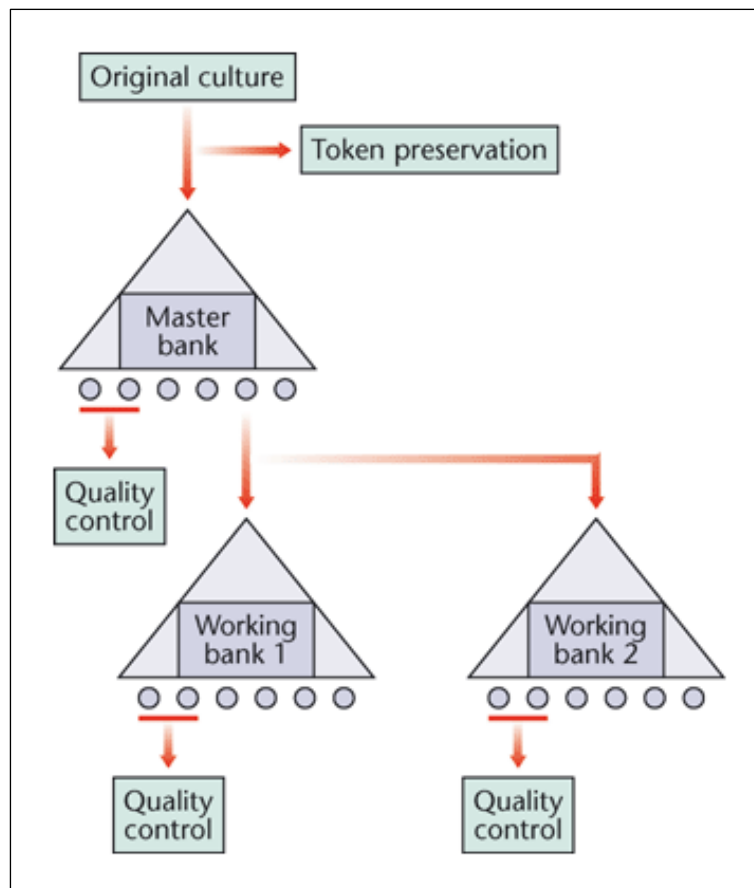 Original culture
Token preservation
Master
bank
Quality
control
Working
bank 1
Working
bank 2
Quality
control
Quality
control